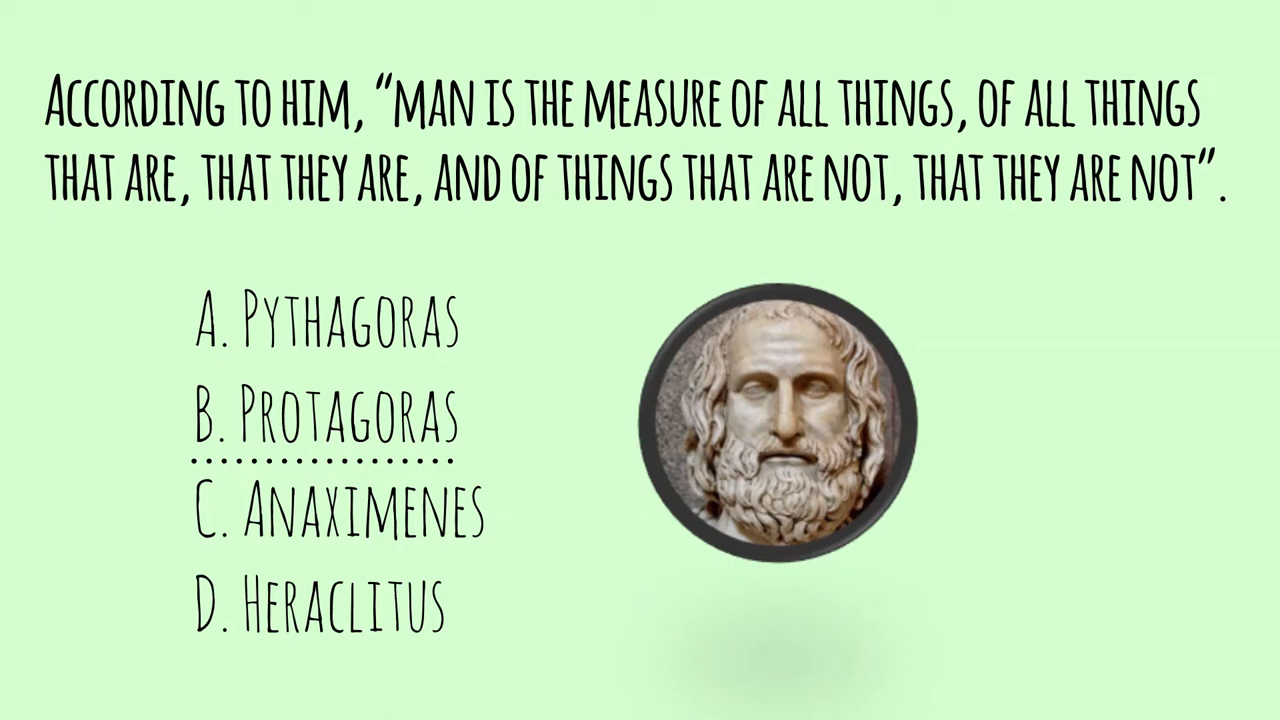 According to him, “man is the measure of all things, of all things
that are, that they are, and of things that are not, that they are not”.
A. Pythagoras
B. Protagoras
C. Anaximenes
D. Heraclitus